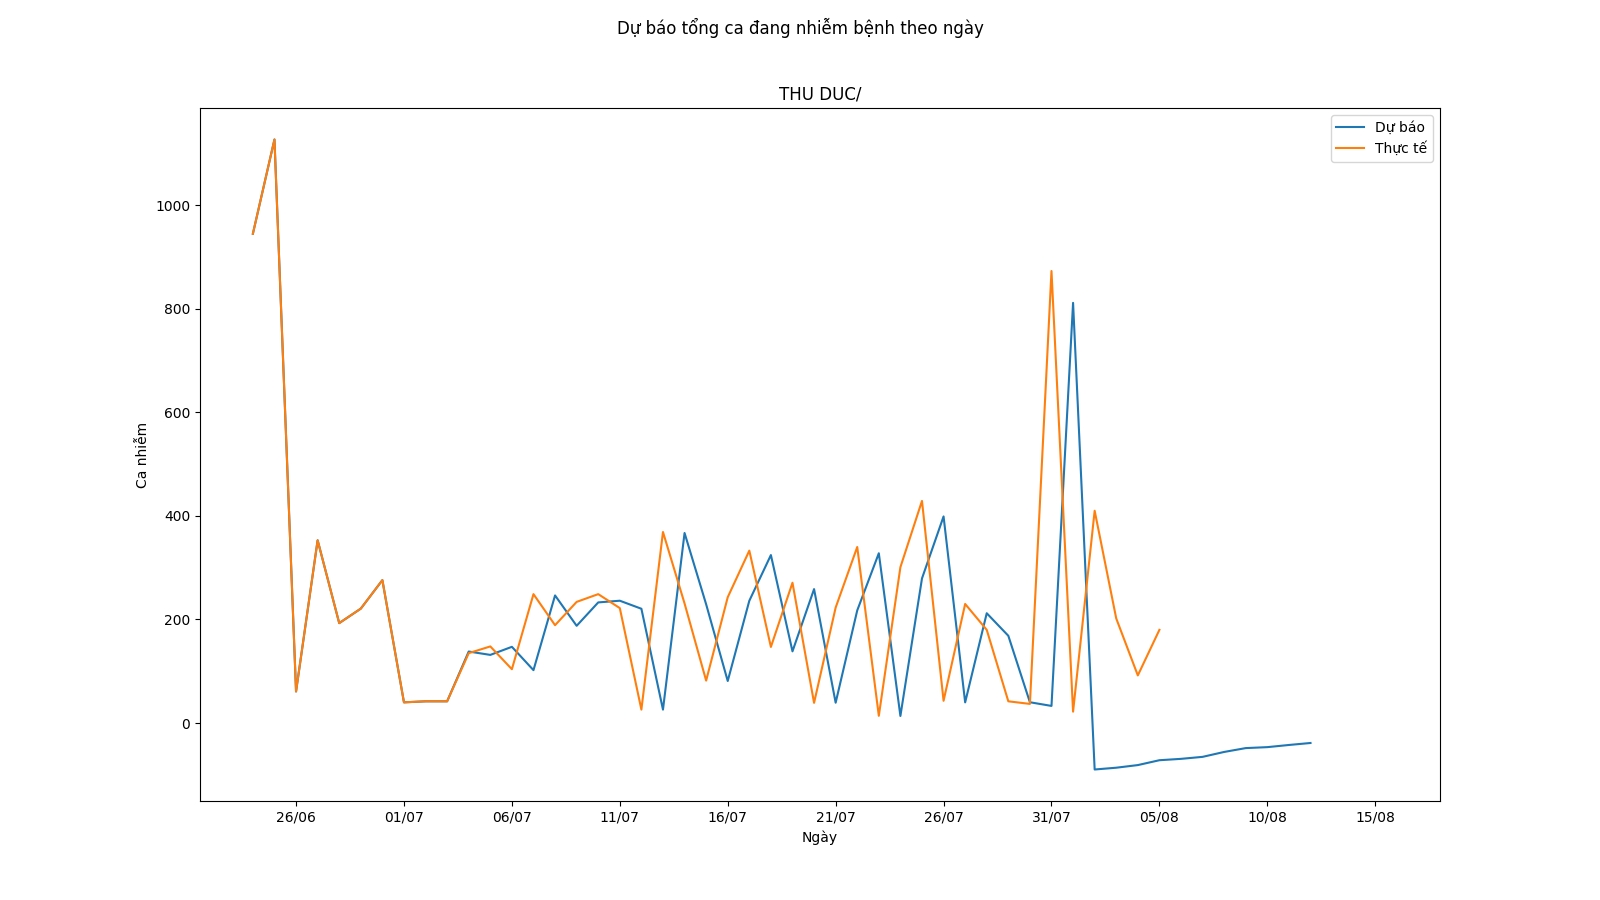 Dự báo tổng ca đang nhiễm bệnh theo ngày
THU DUC/
Dự báo
Thực tế
1000
800
600
400
200
0
Ca nhiễm
26/06 01/07 06/07 11/07 16/07 21/07 26/07 31/07 05/08 10/08 15/08
Ngày